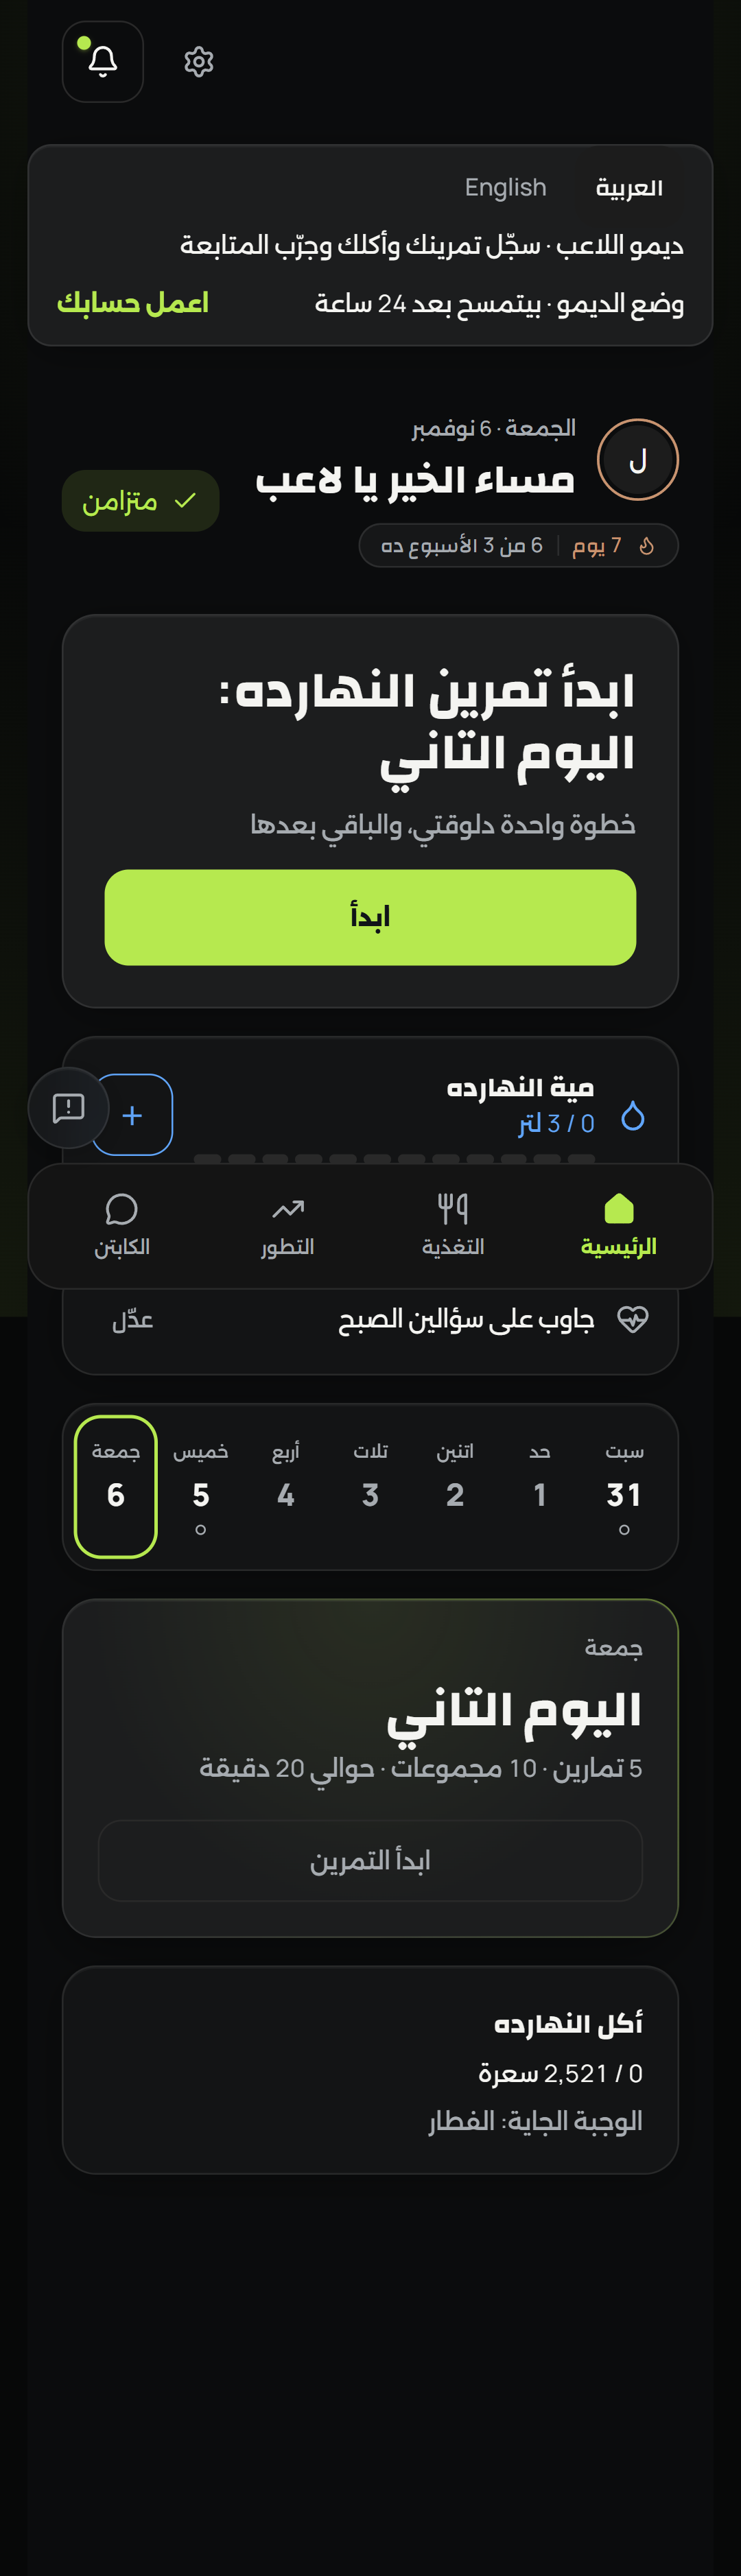 العربية
English
ديمو اللاعب · سجّل تمرينك وأكلك وجرّب المتابعة
وضع الديمو · بيتمسح بعد 24 ساعة
اعمل حسابك
ل
الجمعة · 6 نوفمبر
مساء الخير يا لاعب
متزامن
7 يوم
6 من 3 الأسبوع ده
ابدأ تمرين النهارده:
اليوم التاني
خطوة واحدة دلوقتي، والباقي بعدها
ابدأ
مية النهارده
0 / 3 لتر
الرئيسية
التغذية
التطور
الكابتن
جاوب على سؤالين الصبح
عدّل
سبت
حد
اتنين
تلات
أربع
خميس
جمعة
31
1
2
3
4
5
6
جمعة
اليوم التاني
5 تمارين · 10 مجموعات · حوالي 20 دقيقة
ابدأ التمرين
أكل النهارده
0 / 2,521 سعرة
الوجبة الجاية: الفطار